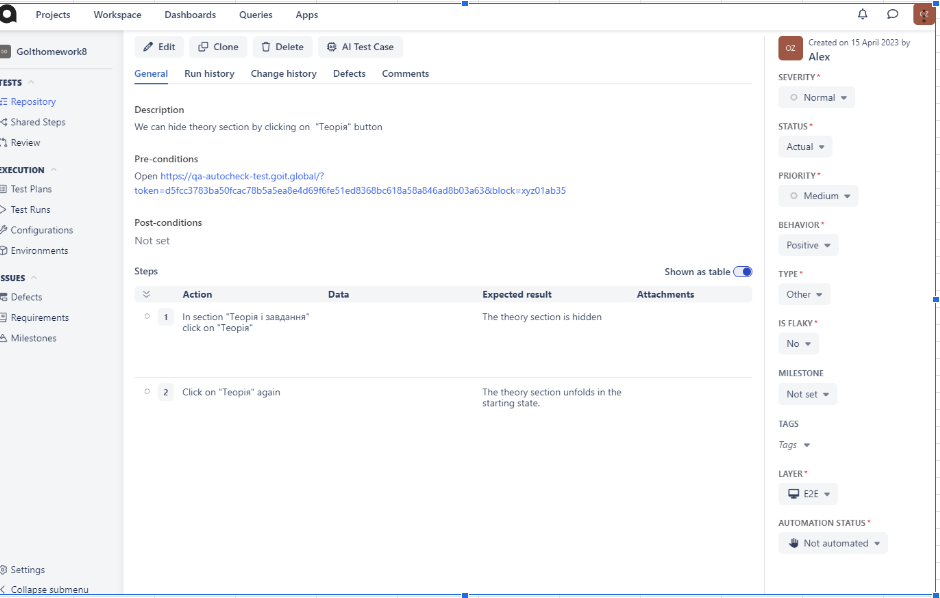 Projects Workspace Dashboards Queries Apps
OZ
GoIthomework8
TESTS
Repository
Shared Steps
Review
EXECUTION
Test Plans
Test Runs
Configurations
Environments
ISSUES
Defects
Requirements
Milestones
Settings
Collapse submenu
Edit Clone Delete AI Test Case
General Run history Change history Defects Comments
Description
We can hide theory section by clicking on "Теорія" button
Pre-conditions
Open https://qa-autocheck-test.goit.global/?
token=d5fcc3783ba50fcac78b5a5ea8e4d69f6fe51ed8368bc618a58a846ad8b03a63&block=xyz01ab35
Post-conditions
Not set
Steps Shown as table
Action Data Expected result Attachments
1 In section "Теорія і завдання" The theory section is hidden
click on "Теорія"
2 Click on "Теорія" again The theory section unfolds in the
starting state.
OZ
Created on 15 April 2023 by
Alex
SEVERITY*
Normal
STATUS*
Actual
PRIORITY*
Medium
BEHAVIOR*
Positive
TYPE*
Other
IS FLAKY*
No
MILESTONE
Not set
TAGS
Tags
LAYER*
E2E
AUTOMATION STATUS*
Not automated